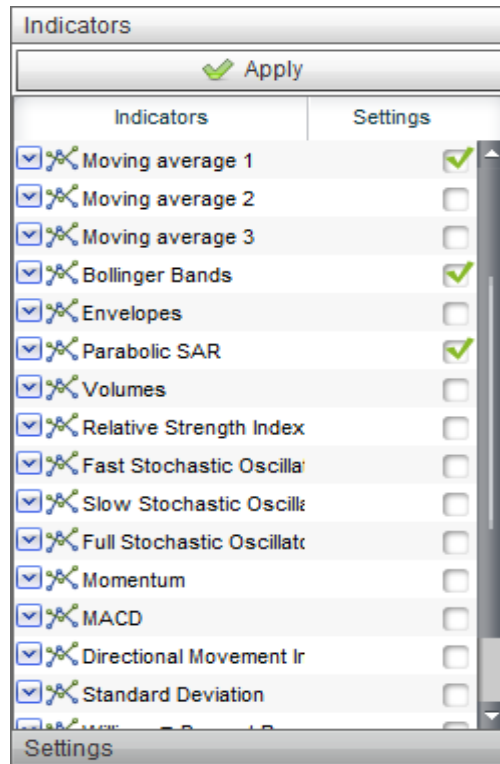 Indicators
Apply
Indicators Settings
Moving average 1
Moving average 2
Moving average 3
Bollinger Bands
Envelopes
Parabolic SAR
Volumes
Relative Strength Index
Fast Stochastic Oscilla
Slow Stochastic Oscilla
Full Stochastic Oscillato
Momentum
MACD
Directional Movement In
Standard Deviation
Settings